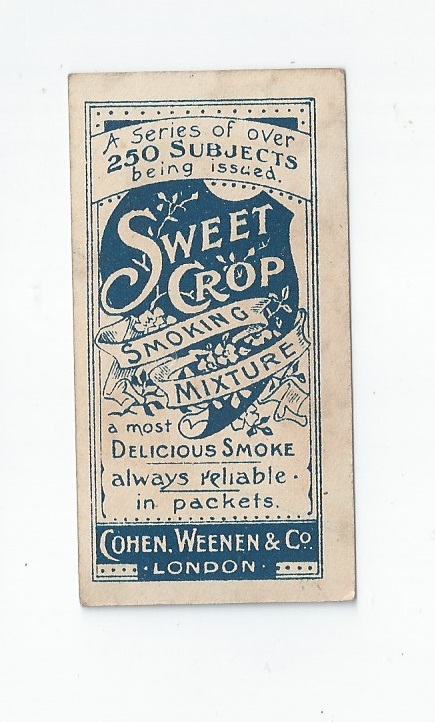 A Series of over
250 SUBJECTS
being issued.
SWEET
CROP
SMOKING
MIXTURE
a most
DELICIOUS SMOKE
always reliable.
in packets.
COHEN, WEENEN & Co.
· LONDON ·